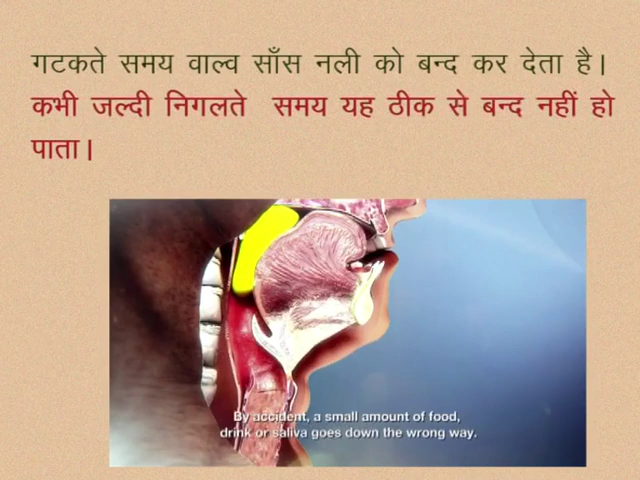 गटकते समय वाल्व साँस नली को बन्द कर देता है।
कभी जल्दी निगलते समय यह ठीक से बन्द नहीं हो
पाता।
By accident, a small amount of food,
drink or saliva goes down the wrong way.